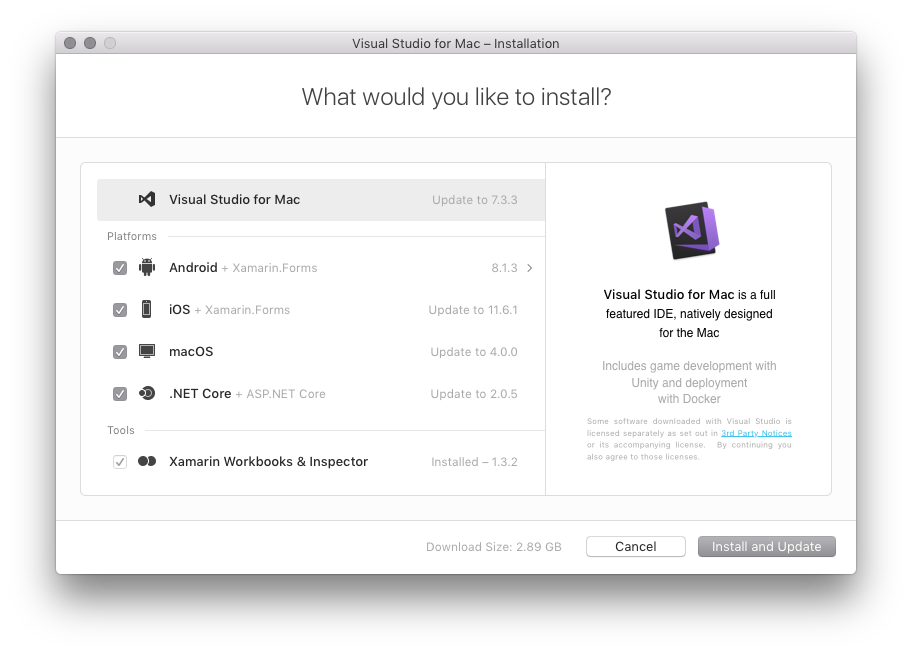 Visual Studio for Mac – Installation
What would you like to install?
Visual Studio for Mac Update to 7.3.3
Platforms
Android + Xamarin.Forms 8.1.3 >
iOS + Xamarin.Forms Update to 11.6.1
macOS Update to 4.0.0
.NET Core + ASP.NET Core Update to 2.0.5
Tools
Xamarin Workbooks & Inspector Installed – 1.3.2
Visual Studio for Mac is a full
featured IDE, natively designed
for the Mac
Includes game development with
Unity and deployment
with Docker
Some software downloaded with Visual Studio is
licensed separately as set out in 3rd Party Notices
or its accompanying license. By continuing you
also agree to those licenses.
Download Size: 2.89 GB Cancel Install and Update